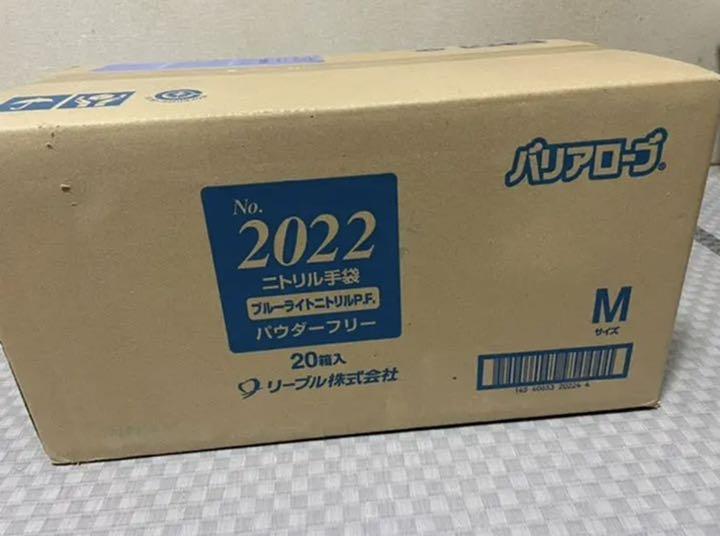 バリアローブ®
No.
2022
ニトリル手袋
ブルーライトニトリルP.F.
パウダーフリー
20箱入
リーブル株式会社
M
サイズ